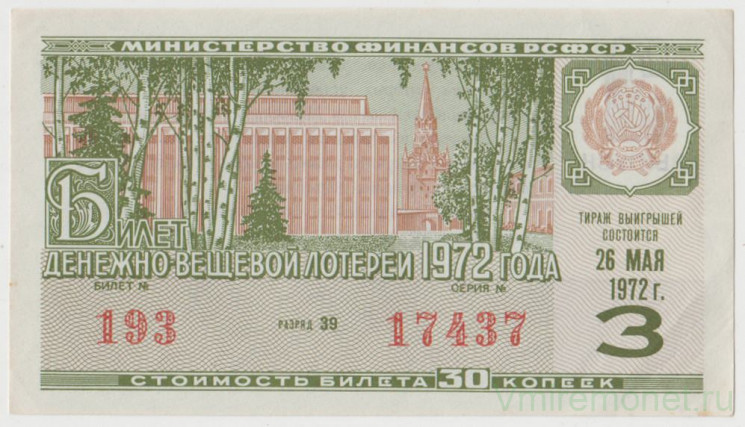 МИНИСТЕРСТВО ФИНАНСОВ РСФСР
БИЛЕТ
ДЕНЕЖНО-ВЕЩЕВОЙ ЛОТЕРЕИ 1972 ГОДА
ТИРАЖ ВЫИГРЫШЕЙ
СОСТОИТСЯ
26 МАЯ
1972 г.
3
БИЛЕТ № СЕРИЯ №
193 РАЗРЯД 39 17437
СТОИМОСТЬ БИЛЕТА 30 КОПЕЕК
vmiremonet.ru